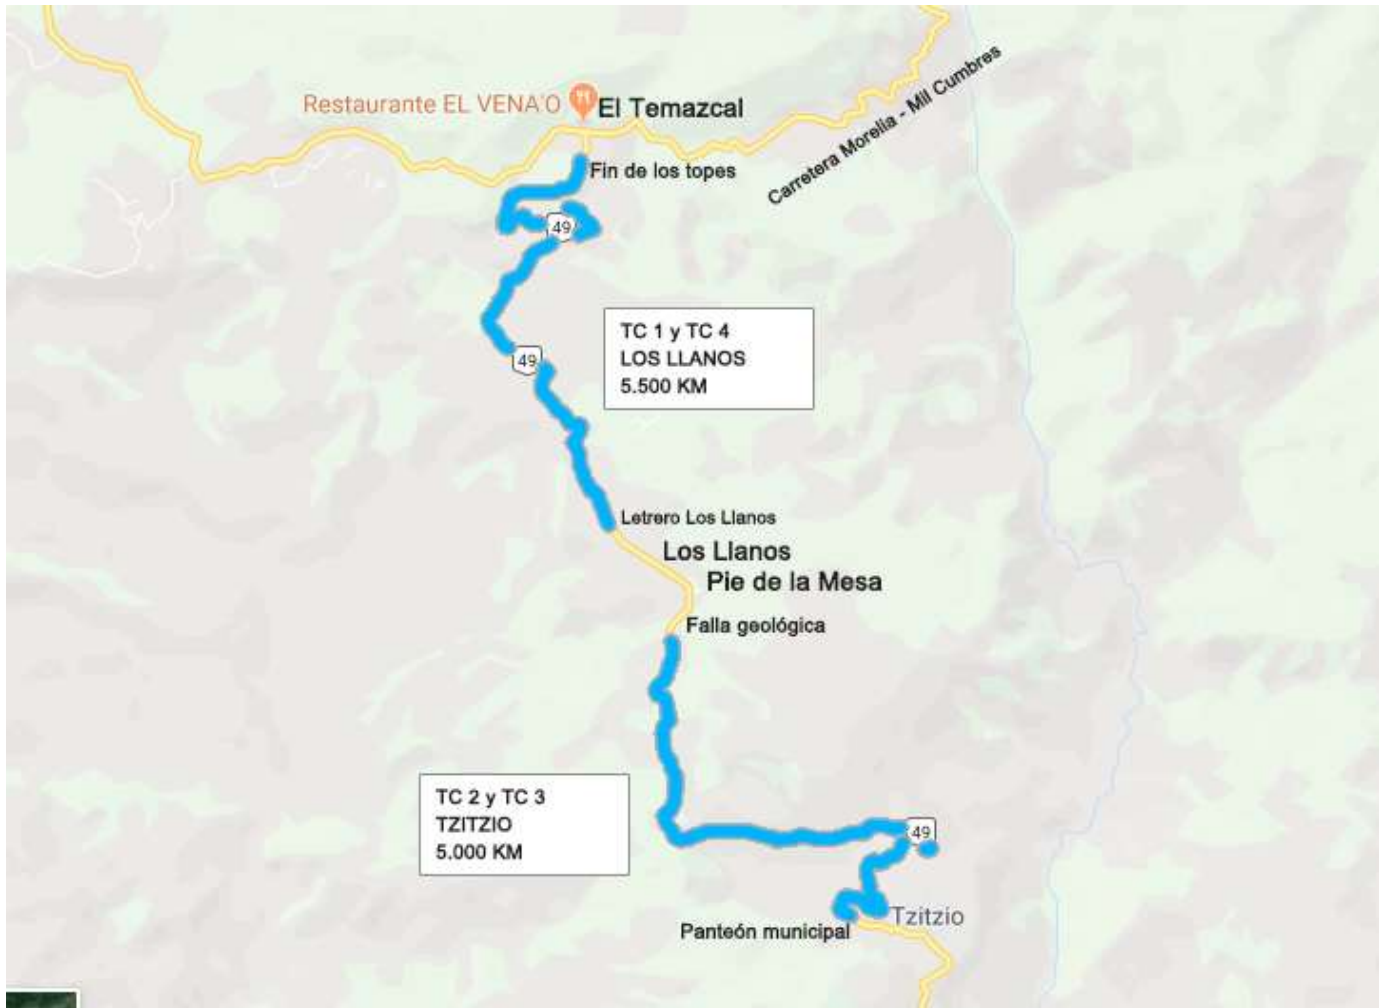 Restaurante EL VENA'O
El Temazcal
Carretera Morelia - Mil Cumbres
Fin de los topes
49
TC 1 y TC 4
LOS LLANOS
5.500 KM
49
Letrero Los Llanos
Los Llanos
Pie de la Mesa
Falla geológica
TC 2 y TC 3
TZITZIO
5.000 KM
49
Tzitzio
Panteón municipal